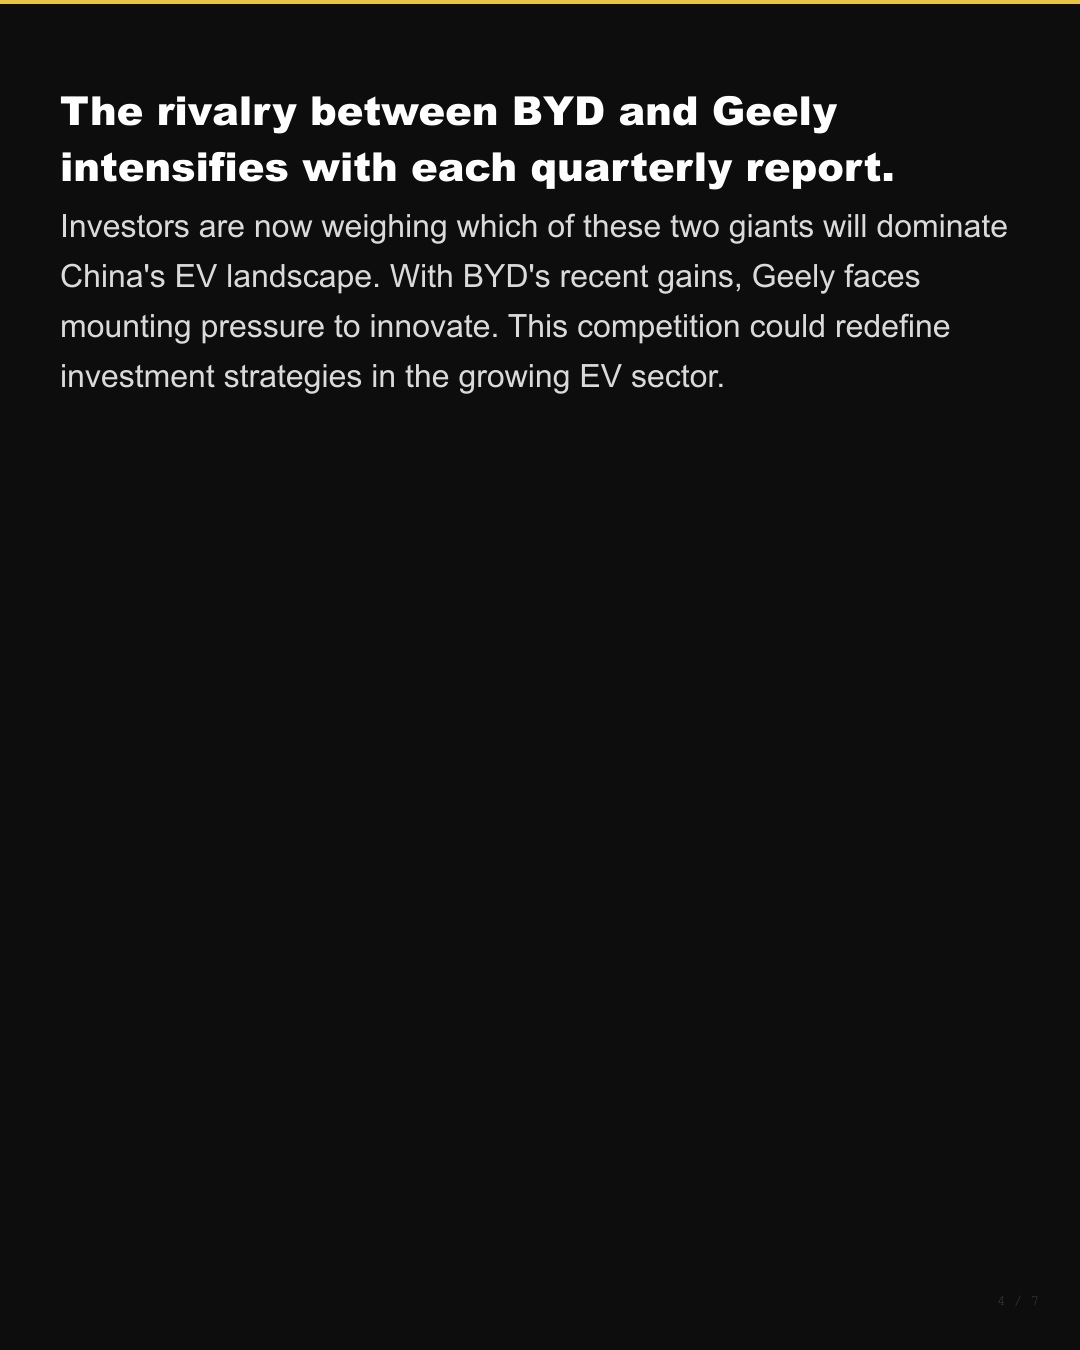 The rivalry between BYD and Geely
intensifies with each quarterly report.
Investors are now weighing which of these two giants will dominate
China's EV landscape. With BYD's recent gains, Geely faces
mounting pressure to innovate. This competition could redefine
investment strategies in the growing EV sector.
4 / 7